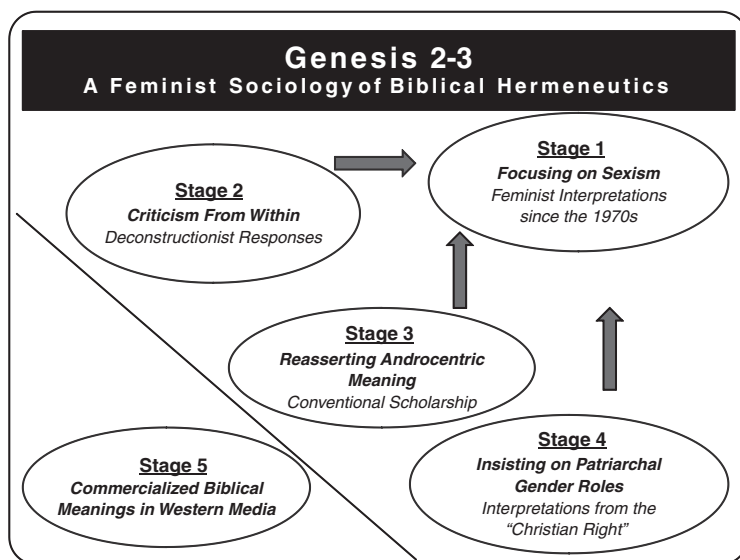 Genesis 2-3
A Feminist Sociology of Biblical Hermeneutics
Stage 1
Focusing on Sexism
Feminist Interpretations
since the 1970s
Stage 2
Criticism From Within
Deconstructionist Responses
Stage 3
Reasserting Androcentric
Meaning
Conventional Scholarship
Stage 4
Insisting on Patriarchal
Gender Roles
Interpretations from the
“Christian Right”
Stage 5
Commercialized Biblical
Meanings in Western Media